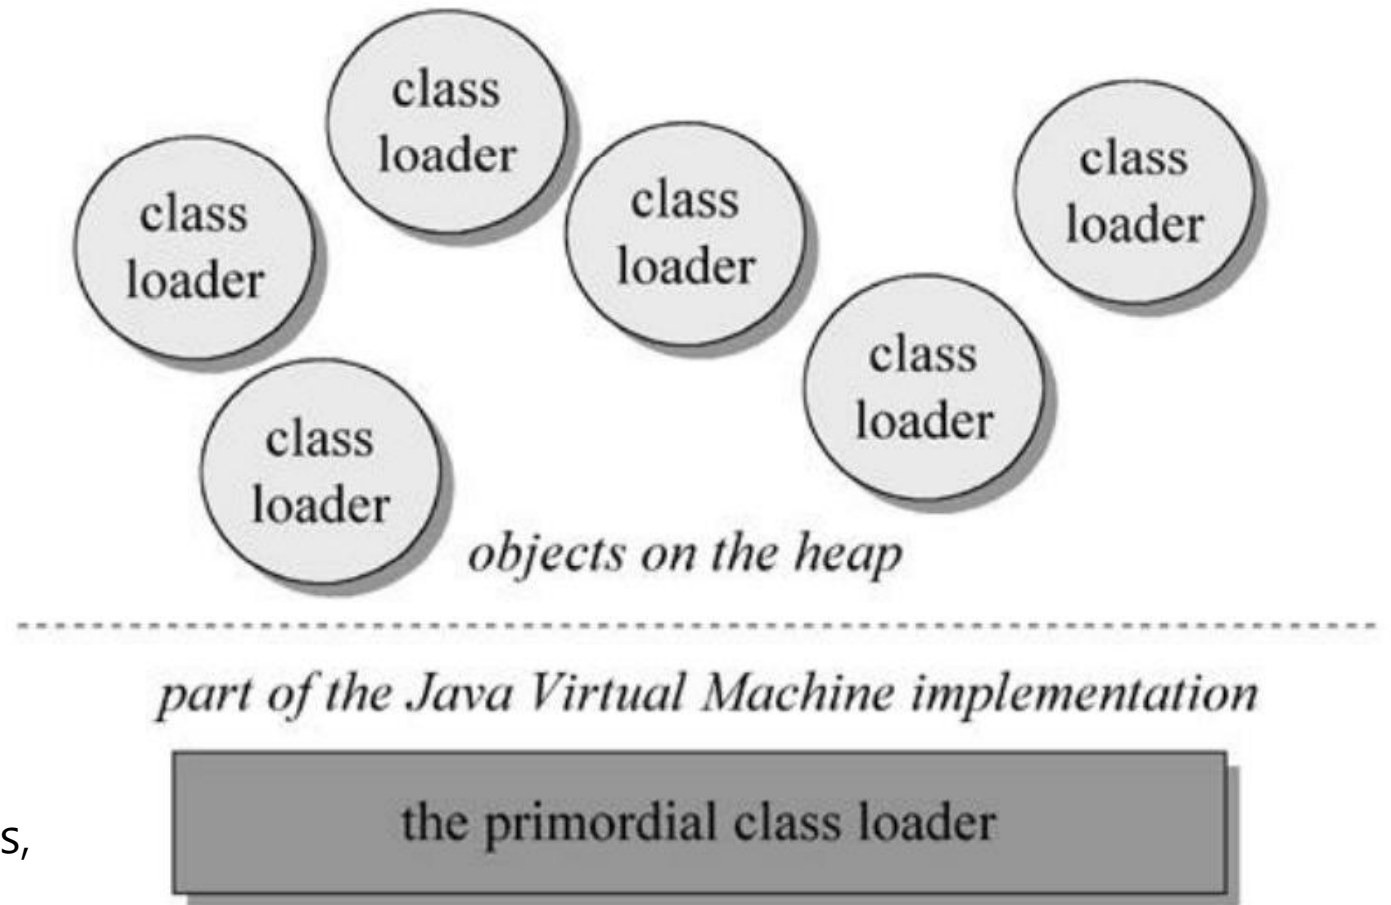 class
loader
class
loader
class
loader
class
loader
class
loader
class
loader
objects on the heap
part of the Java Virtual Machine implementation
the primordial class loader
s,